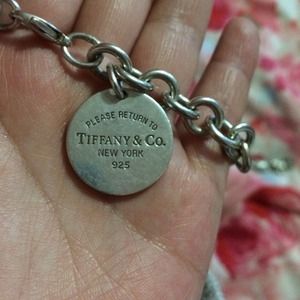 PLEASE RETURN TO
TIFFANY & CO.
NEW YORK
925